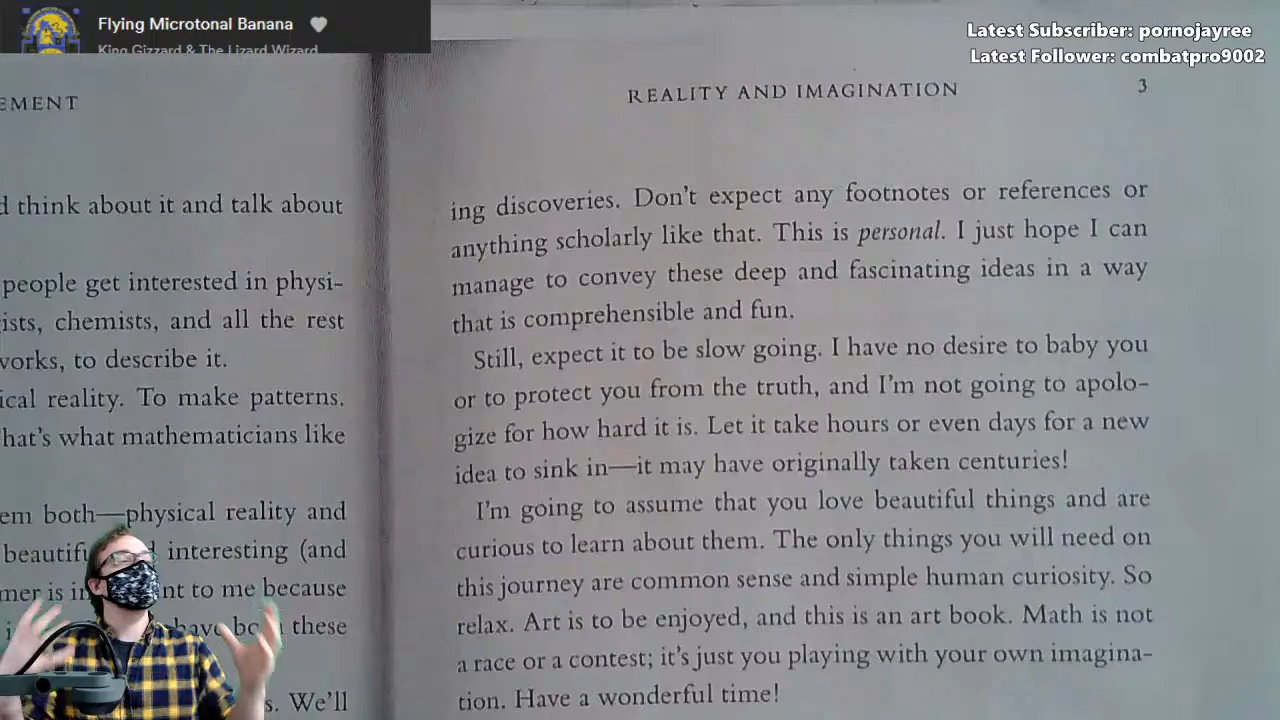 Flying Microtonal Banana
King Gizzard & The Lizard Wizard
Latest Subscriber: pornojayree
Latest Follower: combatpro9002
EMENT
d think about it and talk about
people get interested in physi-
ists, chemists, and all the rest
works, to describe it.
ical reality. To make patterns.
hat's what mathematicians like
em both—physical reality and
beautif interesting (and
mer is im nt to me because
have bo these
s. We'll
REALITY AND IMAGINATION 3
ing discoveries. Don't expect any footnotes or references or
anything scholarly like that. This is personal. I just hope I can
manage to convey these deep and fascinating ideas in a way
that is comprehensible and fun.
Still, expect it to be slow going. I have no desire to baby you
or to protect you from the truth, and I'm not going to apolo-
gize for how hard it is. Let it take hours or even days for a new
idea to sink in—it may have originally taken centuries!
I'm going to assume that you love beautiful things and are
curious to learn about them. The only things you will need on
this journey are common sense and simple human curiosity. So
relax. Art is to be enjoyed, and this is an art book. Math is not
a race or a contest; it's just you playing with your own imagina-
tion. Have a wonderful time!